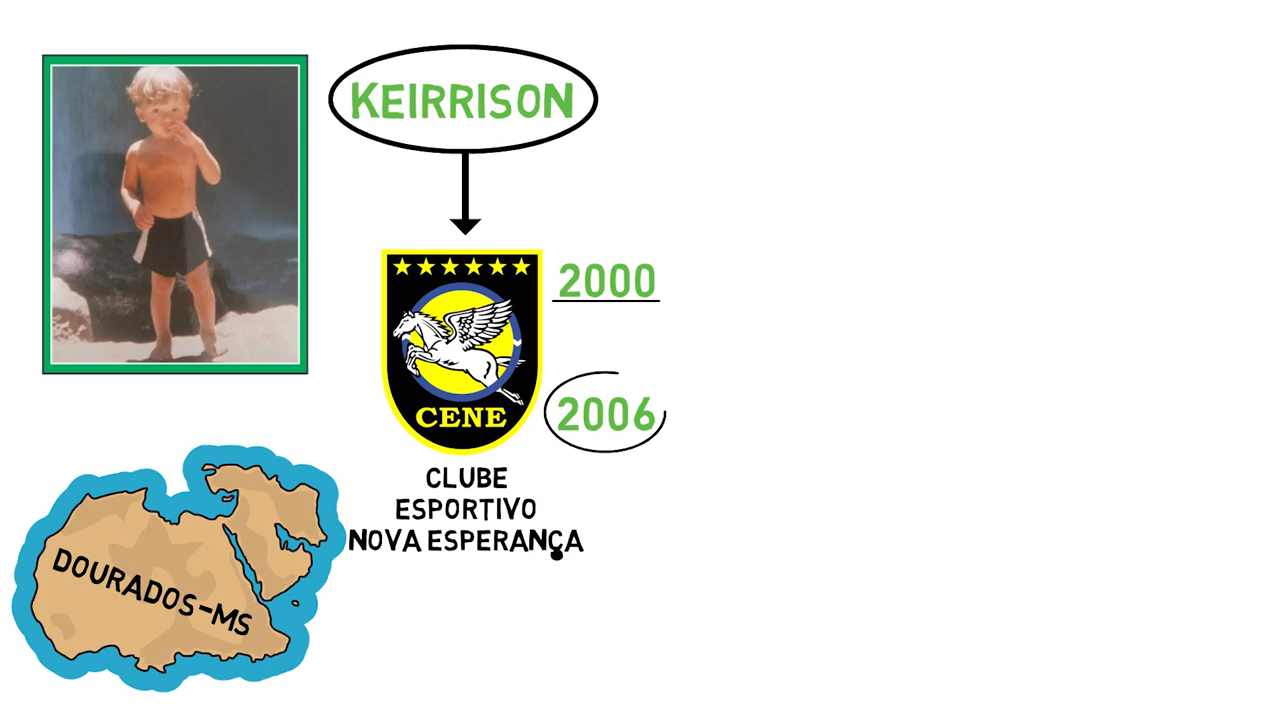 KEIRRISON
2000
CENE
2006
CLUBE
ESPORTIVO
NOVA ESPERANÇA
DOURADOS-MS